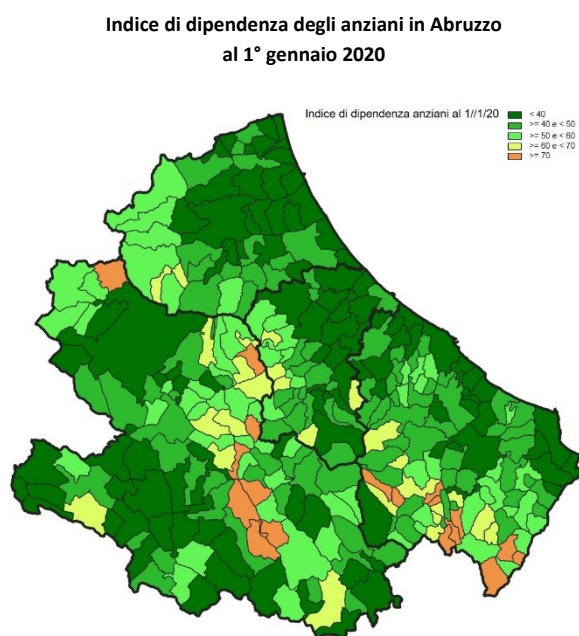 Indice di dipendenza degli anziani in Abruzzo
al 1° gennaio 2020
Indice di dipendenza anziani al 1//1/20
< 40
>= 40 e < 50
>= 50 e < 60
>= 60 e < 70
>= 70